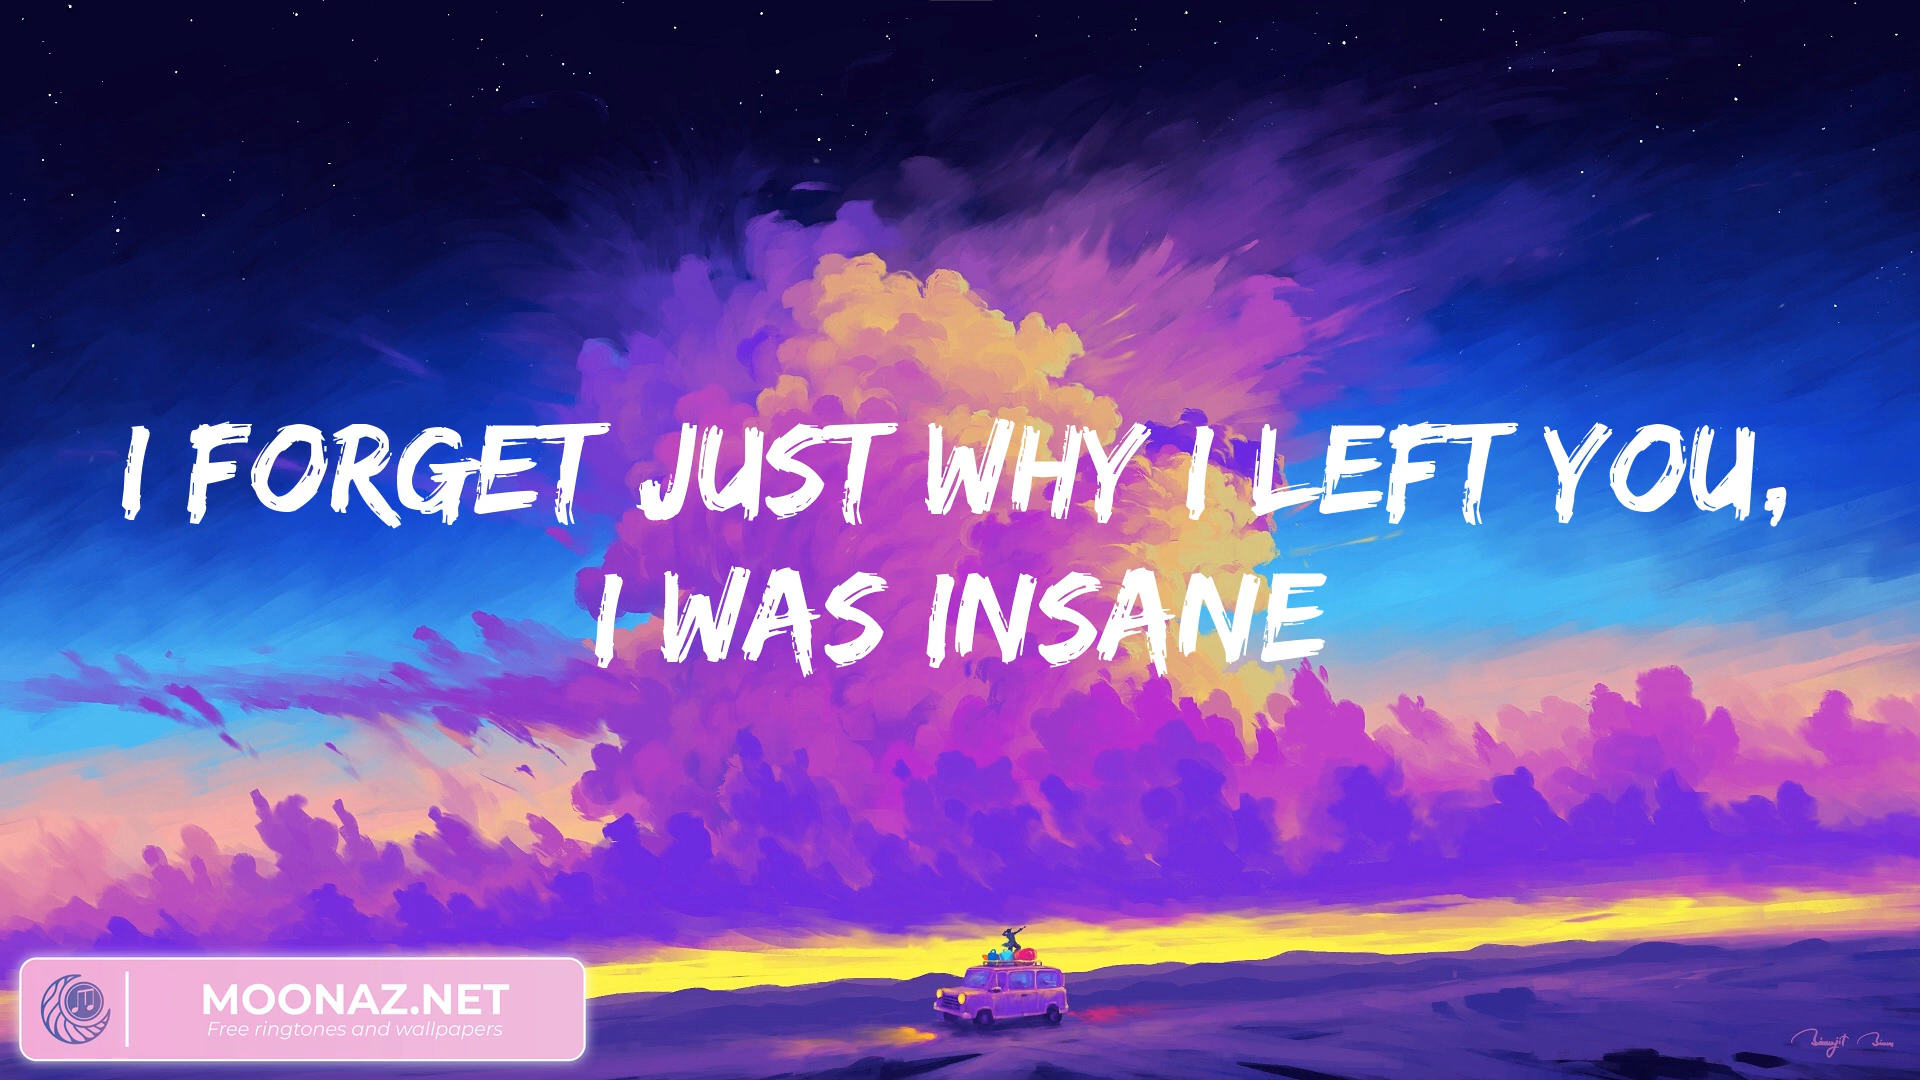 I FORGET JUST WHY I LEFT YOU,
I WAS INSANE
MOONAZ.NET
Free ringtones and wallpapers